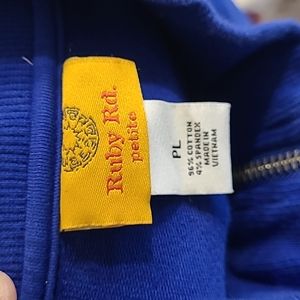 Ruby Rd.
petite
PL
96% COTTON
4% SPANDEX
MADE IN
VIETNAM